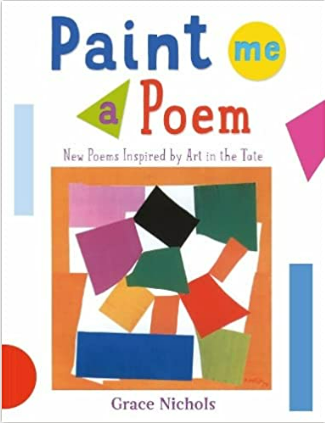 Paint me
a Poem
New Poems Inspired by Art in the Tate
Grace Nichols